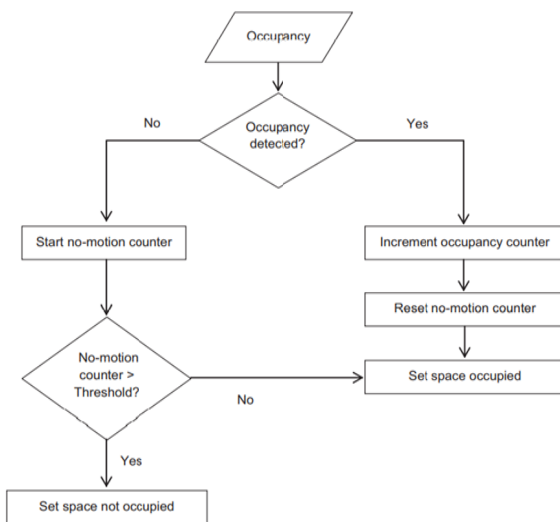 Occupancy
Occupancy
detected?
No
Yes
Start no-motion counter
Increment occupancy counter
Reset no-motion counter
No-motion
counter >
Threshold?
Set space occupied
No
Yes
Set space not occupied